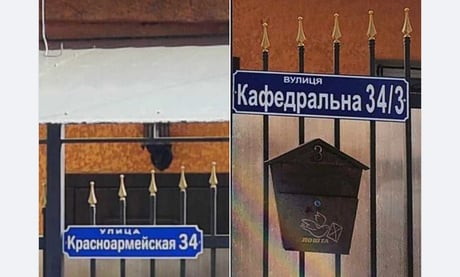 УЛИЦА
Красноармейская 34
ВУЛИЦЯ
Кафедральна 34/3
3
ПОШТА